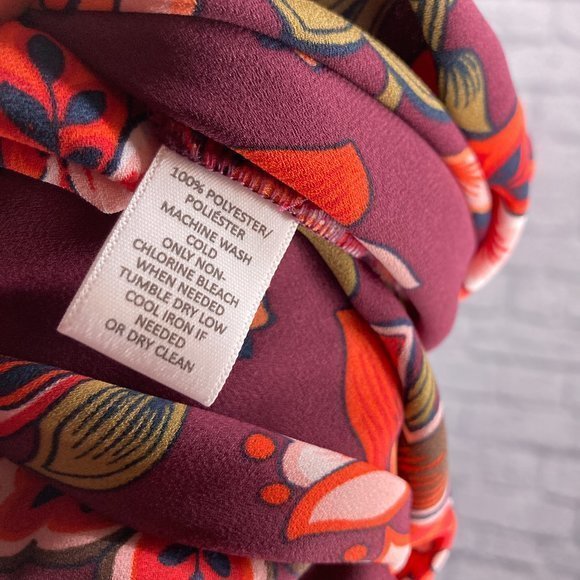 100% POLYESTER/
POLIÉSTER
MACHINE WASH
COLD
ONLY NON-
CHLORINE BLEACH
WHEN NEEDED
TUMBLE DRY LOW
COOL IRON IF
NEEDED
OR DRY CLEAN